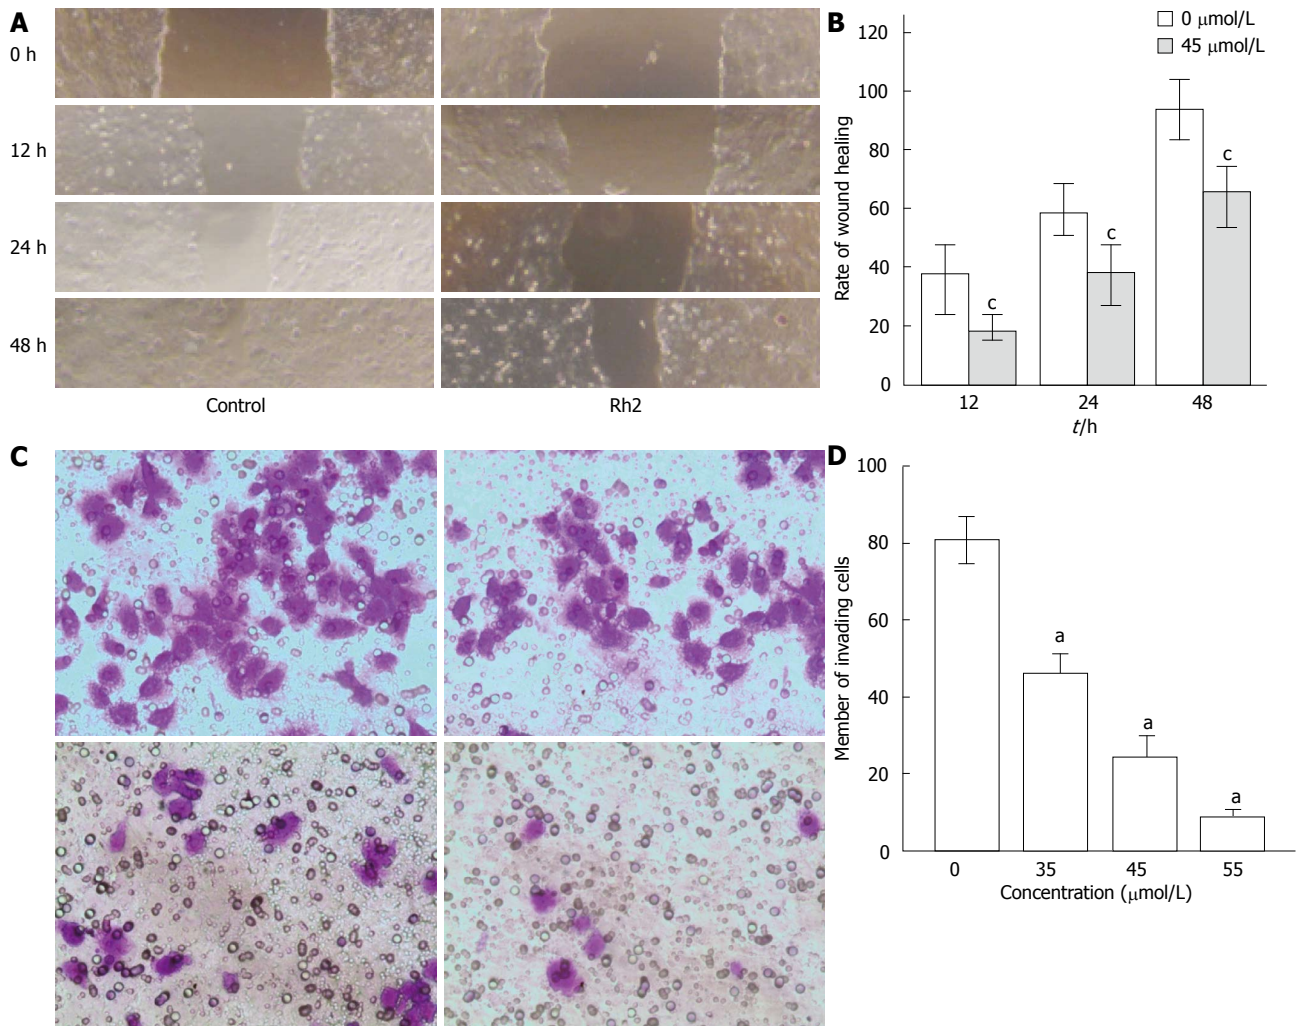 A
0 h
12 h
24 h
48 h
Control
Rh2
B
0 μmol/L
45 μmol/L
Rate of wound healing
120
100
80
60
40
20
0
c
c
c
12
24
48
t/h
C
D
Member of invading cells
100
80
60
40
20
0
a
a
a
0
35
45
55
Concentration (μmol/L)